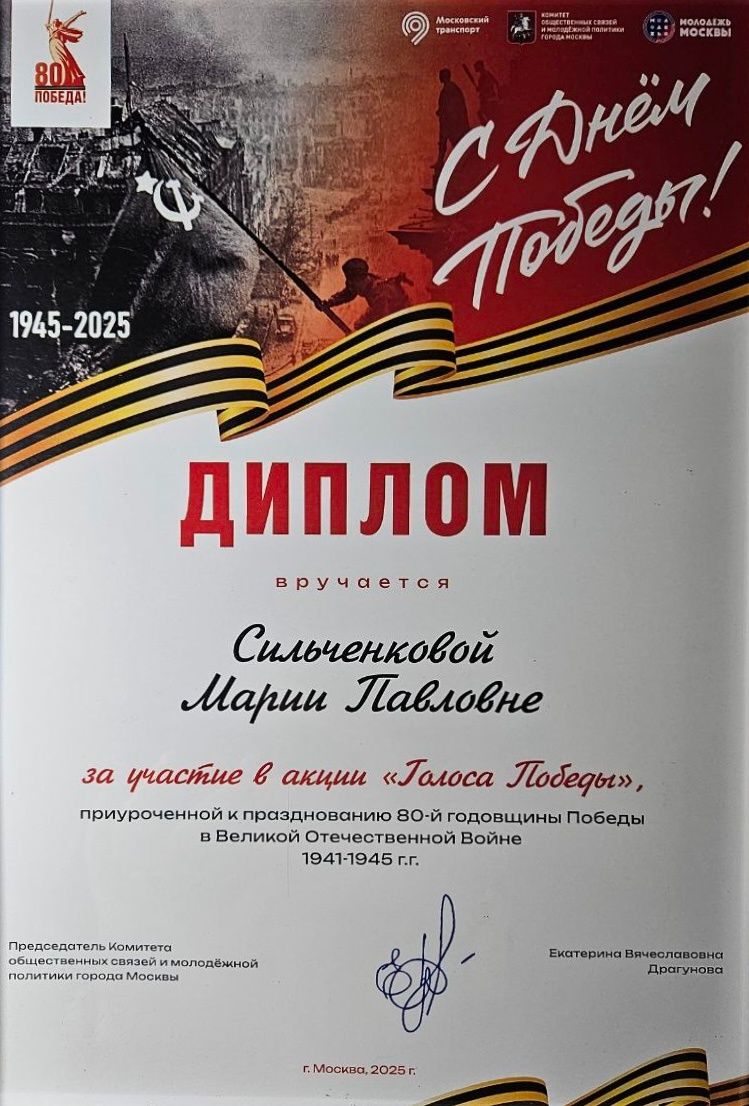 80
ПОБЕДА!
Московский
транспорт
КОМИТЕТ
ОБЩЕСТВЕННЫХ СВЯЗЕЙ
И МОЛОДЁЖНОЙ ПОЛИТИКИ
ГОРОДА МОСКВЫ
МОЛОДЁЖЬ
МОСКВЫ
С Днём
Победы!
1945-2025
ДИПЛОМ
вручается
Сильченковой
Марии Павловне
за участие в акции «Голоса Победы»,
приуроченной к празднованию 80-й годовщины Победы
в Великой Отечественной Войне
1941-1945 г.г.
Председатель Комитета
общественных связей и молодёжной
политики города Москвы
Екатерина Вячеславовна
Драгунова
г. Москва, 2025 г.